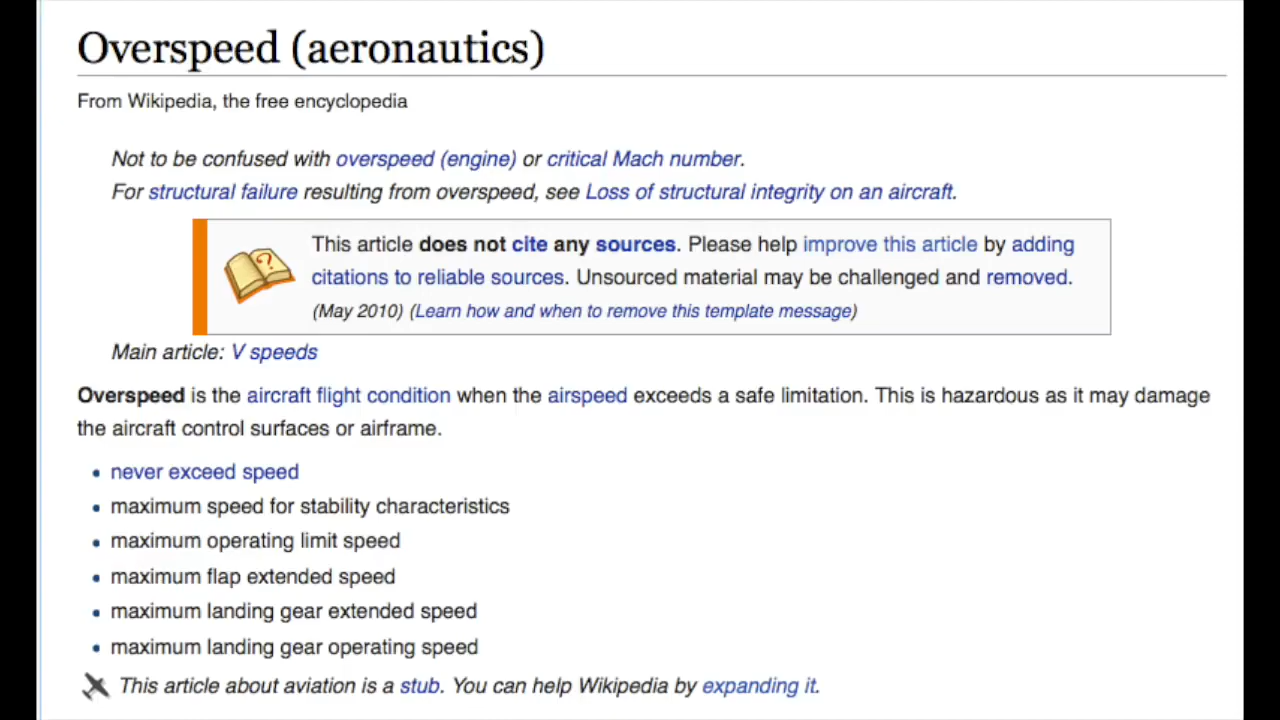 Overspeed (aeronautics)
From Wikipedia, the free encyclopedia
Not to be confused with overspeed (engine) or critical Mach number.
For structural failure resulting from overspeed, see Loss of structural integrity on an aircraft.
This article does not cite any sources. Please help improve this article by adding
citations to reliable sources. Unsourced material may be challenged and removed.
(May 2010) (Learn how and when to remove this template message)
Main article: V speeds
Overspeed is the aircraft flight condition when the airspeed exceeds a safe limitation. This is hazardous as it may damage
the aircraft control surfaces or airframe.
• never exceed speed
• maximum speed for stability characteristics
• maximum operating limit speed
• maximum flap extended speed
• maximum landing gear extended speed
• maximum landing gear operating speed
This article about aviation is a stub. You can help Wikipedia by expanding it.